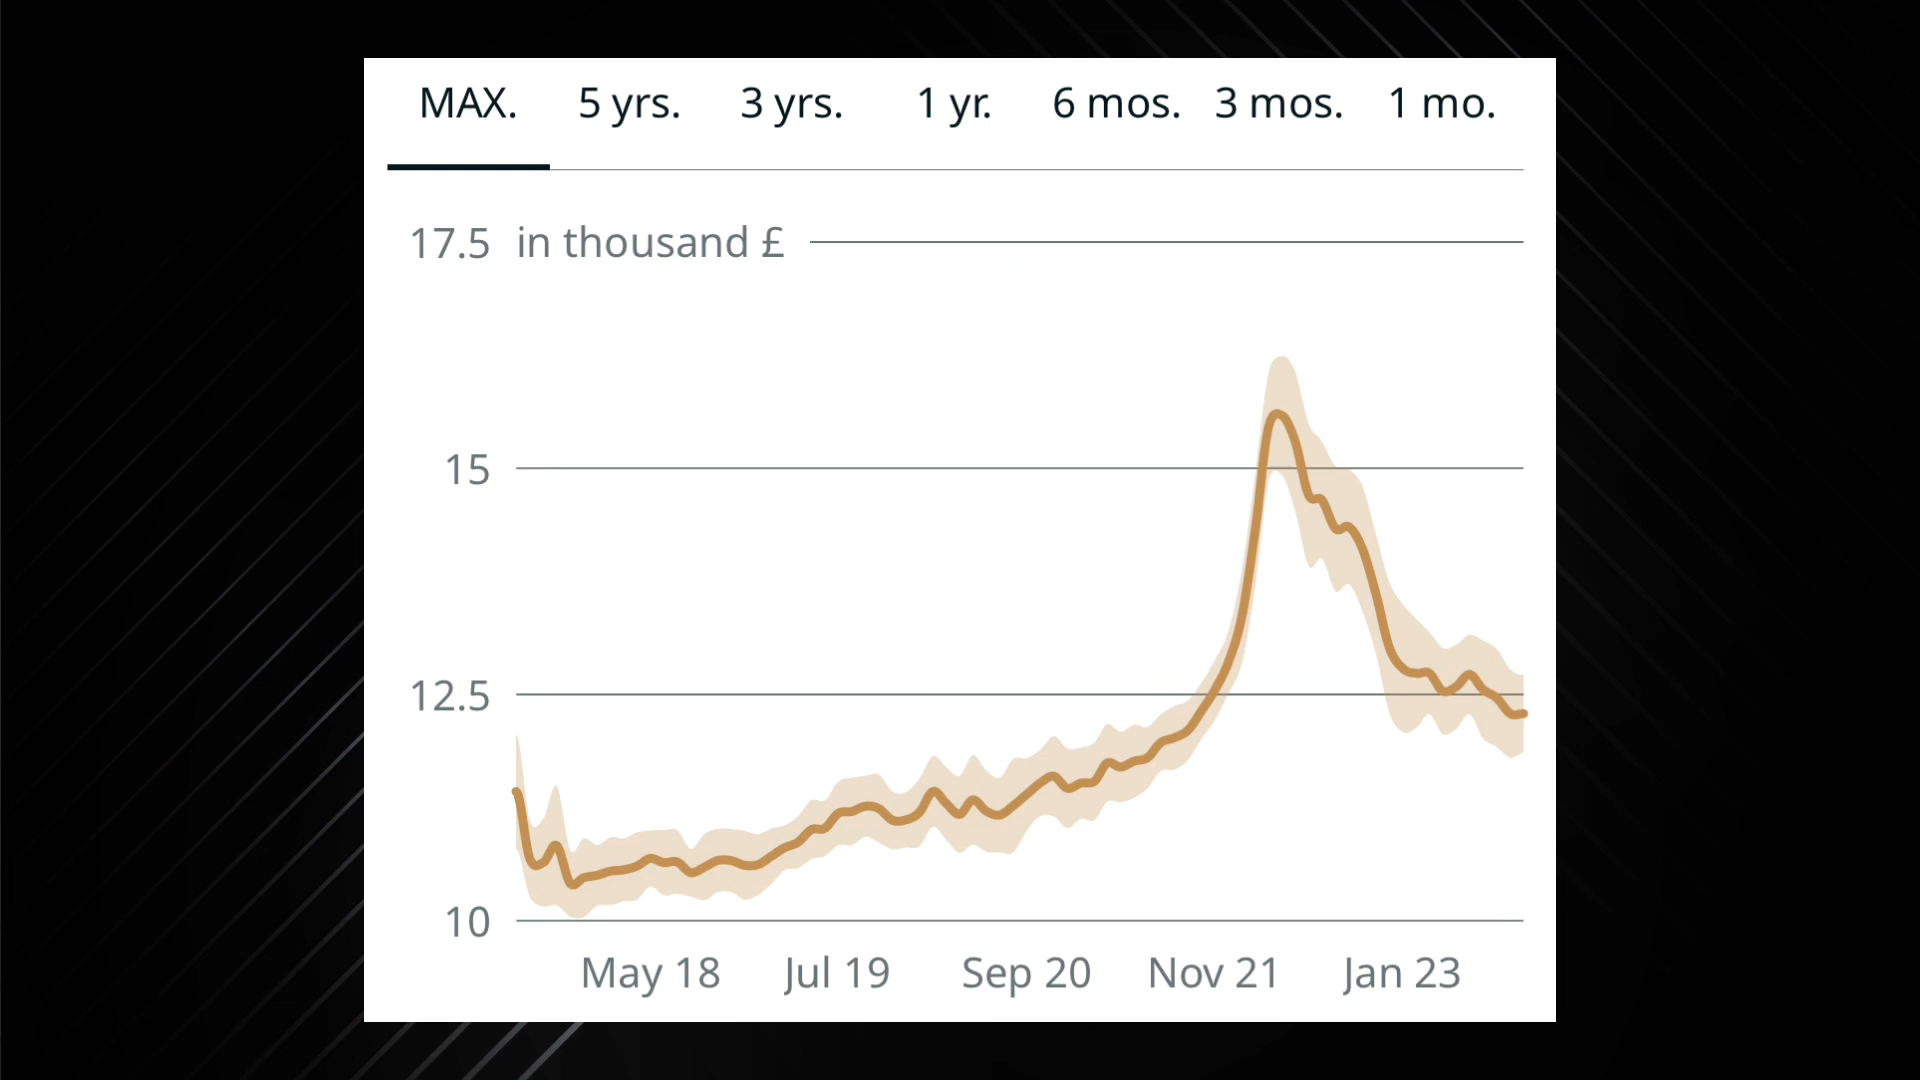 MAX. 5 yrs. 3 yrs. 1 yr. 6 mos. 3 mos. 1 mo.
17.5 in thousand £
15
12.5
10
May 18 Jul 19 Sep 20 Nov 21 Jan 23